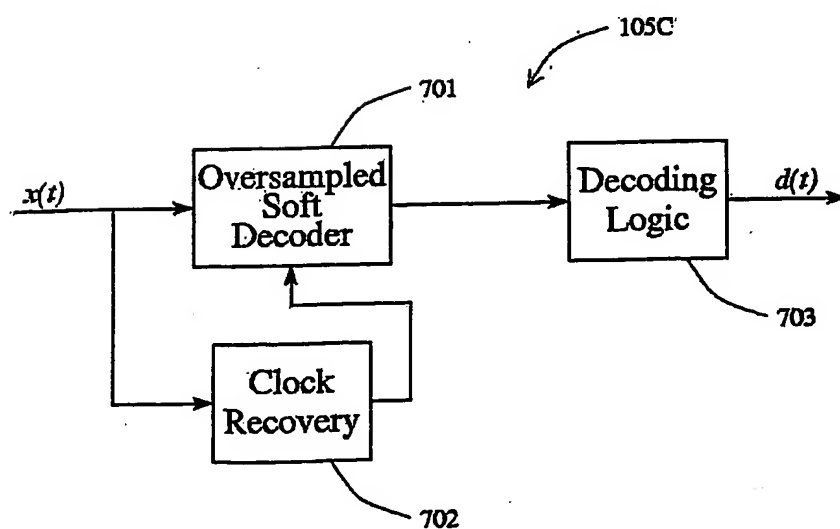 105C
701
x(t)
Oversampled
Soft
Decoder
Decoding
Logic
d(t)
703
Clock
Recovery
702